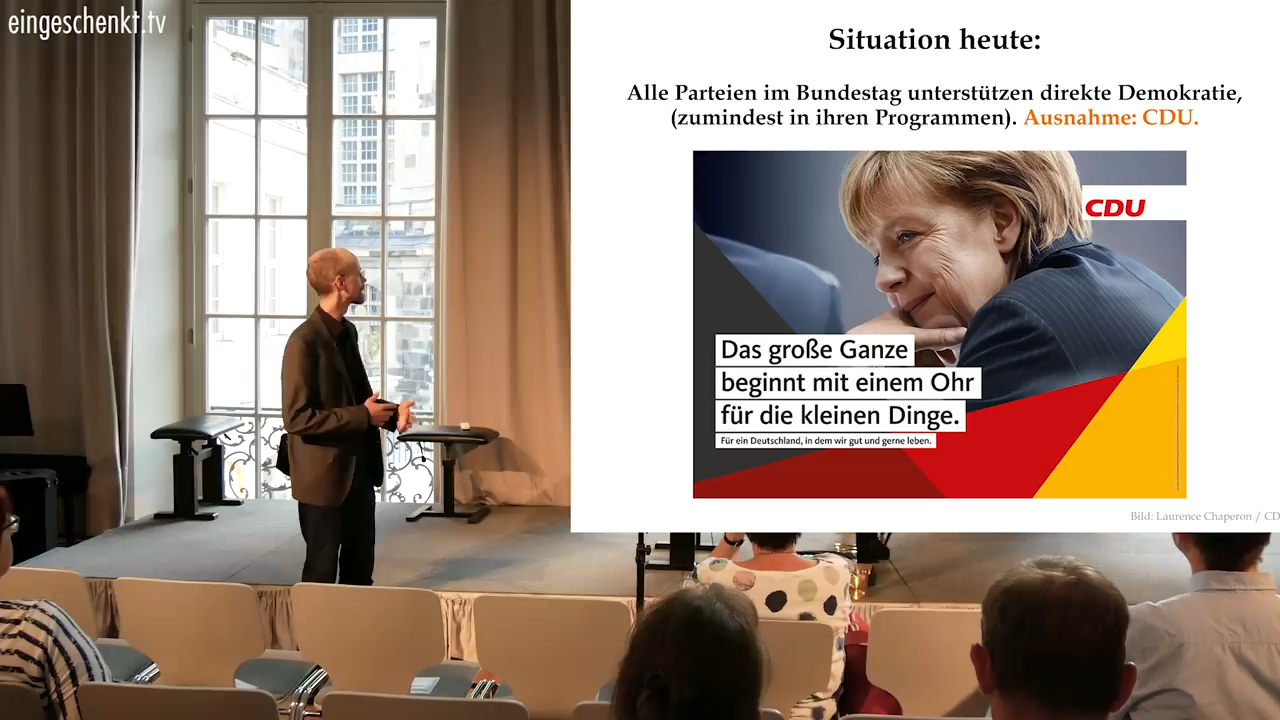 eingeschenkt.tv
Situation heute:
Alle Parteien im Bundestag unterstützen direkte Demokratie,
(zumindest in ihren Programmen). Ausnahme: CDU.
CDU
Das große Ganze
beginnt mit einem Ohr
für die kleinen Dinge.
Für ein Deutschland, in dem wir gut und gerne leben.
Bild: Laurence Chaperon / CD